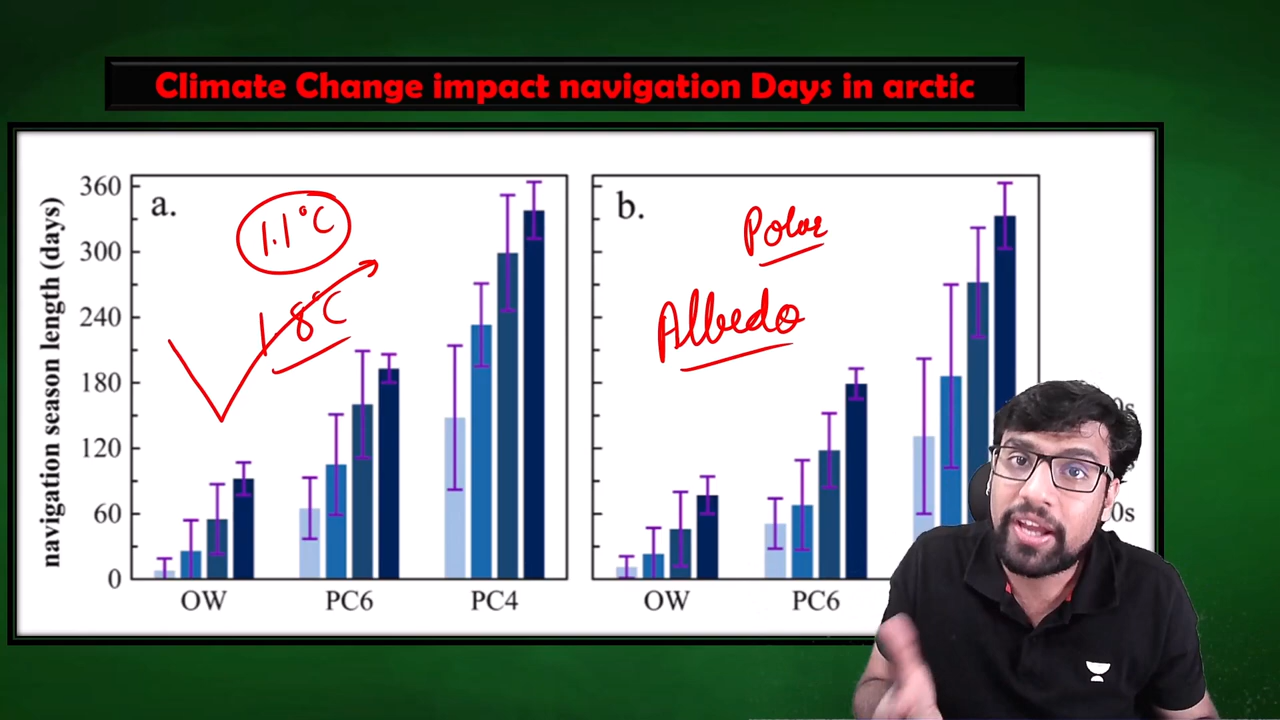 Climate Change impact navigation Days in arctic
navigation season length (days)
360
300
240
180
120
60
0
a.
1.1°C
1.8°C
OW
PC6
PC4
b.
Polar
Albedo
OW
PC6
0s
0s